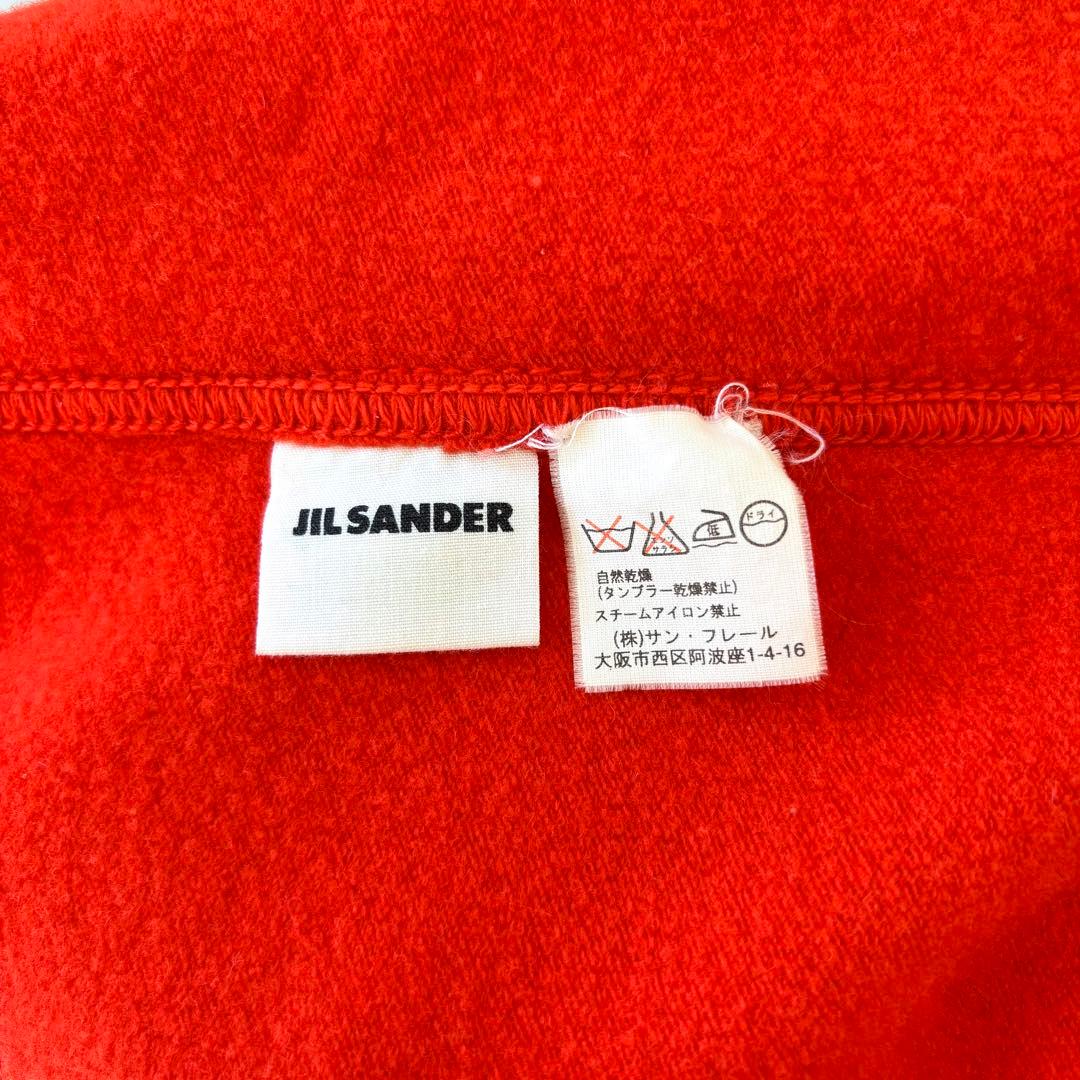 JIL SANDER
低
ドライ
自然乾燥
(タンブラー乾燥禁止)
スチームアイロン禁止
(株)サン・フレール
大阪市西区阿波座1-4-16